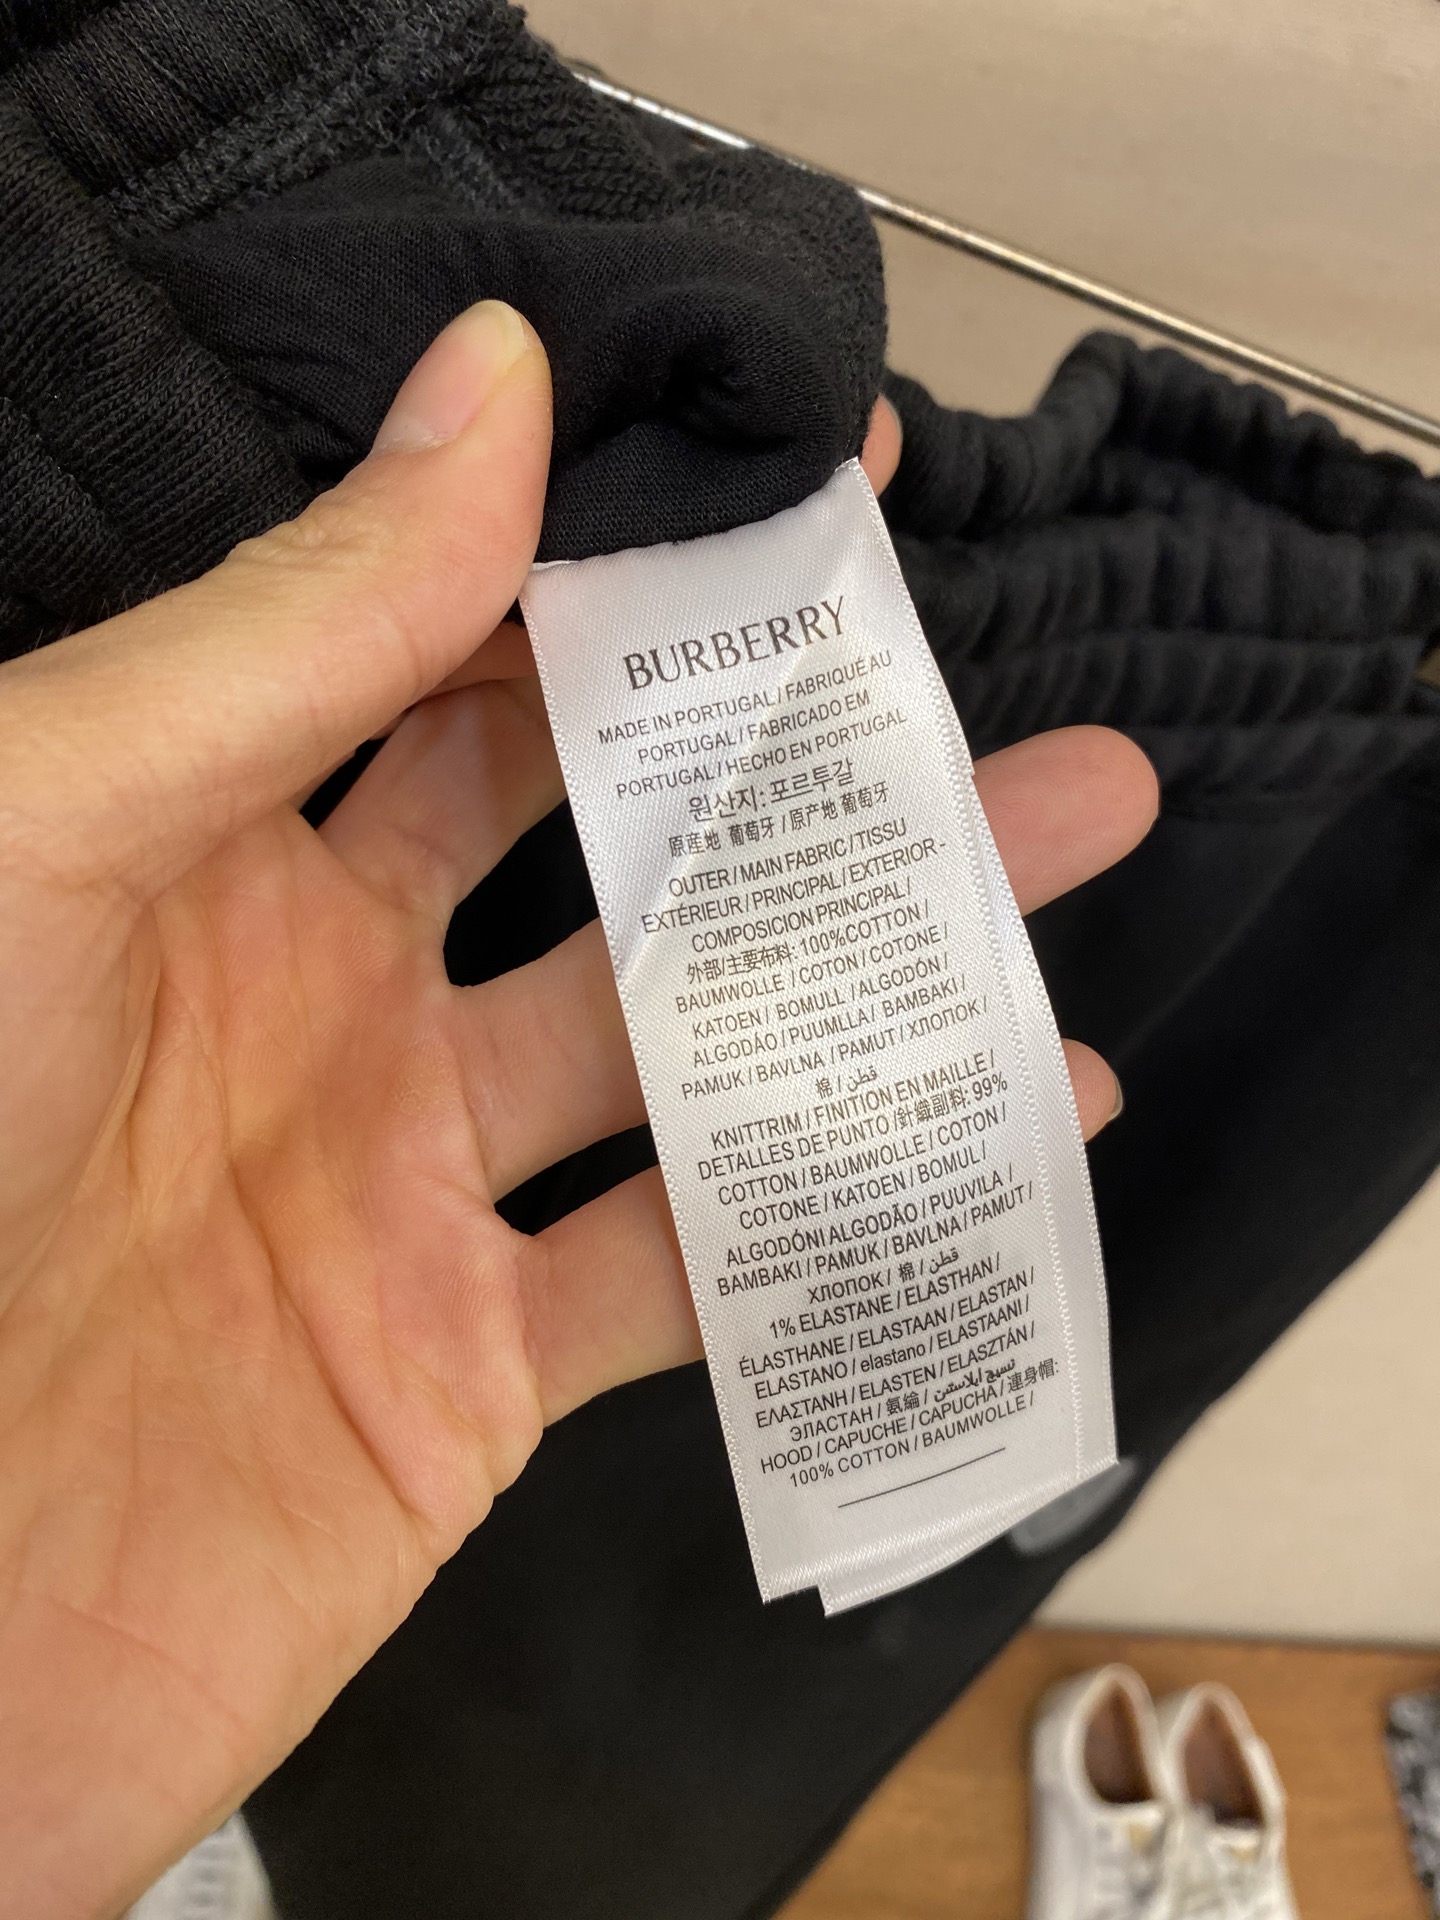 BURBERRY
MADE IN PORTUGAL / FABRIQUÉ AU
PORTUGAL / FABRICADO EM
PORTUGAL / HECHO EN PORTUGAL
원산지: 포르투갈
原産地 葡萄牙 / 原产地 葡萄牙
OUTER / MAIN FABRIC / TISSU
EXTÉRIEUR / PRINCIPAL / EXTERIOR -
COMPOSICION PRINCIPAL /
外部/主要布料: 100%COTTON /
BAUMWOLLE / COTON / COTONE /
KATOEN / BOMULL / ALGODÓN /
ALGODÃO / PUUMLLA / BAMBAKI /
PAMUK / BAVLNA / PAMUT / ХЛОПОК /
棉 / قطن
KNITTRIM / FINITION EN MAILLE /
DETALLES DE PUNTO /針織副料: 99%
COTTON / BAUMWOLLE / COTON /
COTONE / KATOEN / BOMUL /
ALGODÓNI ALGODÃO / PUUVILA /
BAMBAKI / PAMUK / BAVLNA / PAMUT /
ХЛОПОК / 棉 / قطن
1% ELASTANE / ELASTHAN /
ÉLASTHANE / ELASTAAN / ELASTAN /
ELASTANO / elastano / ELASTAANI /
ΕΛΑΣΤΑΝΗ / ELASTEN / ELASZTÁN /
ЭЛАСТАН / 氨綸 / نسيج ايلاستين
HOOD / CAPUCHE / CAPUCHA / 連身帽:
100% COTTON / BAUMWOLLE /